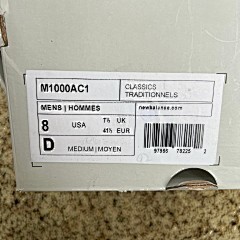 M1000AC1
CLASSICS
TRADITIONNELS
MENS | HOMMES
newbalance.com
8 USA 7½ UK
41½ EUR
D MEDIUM | MOYEN